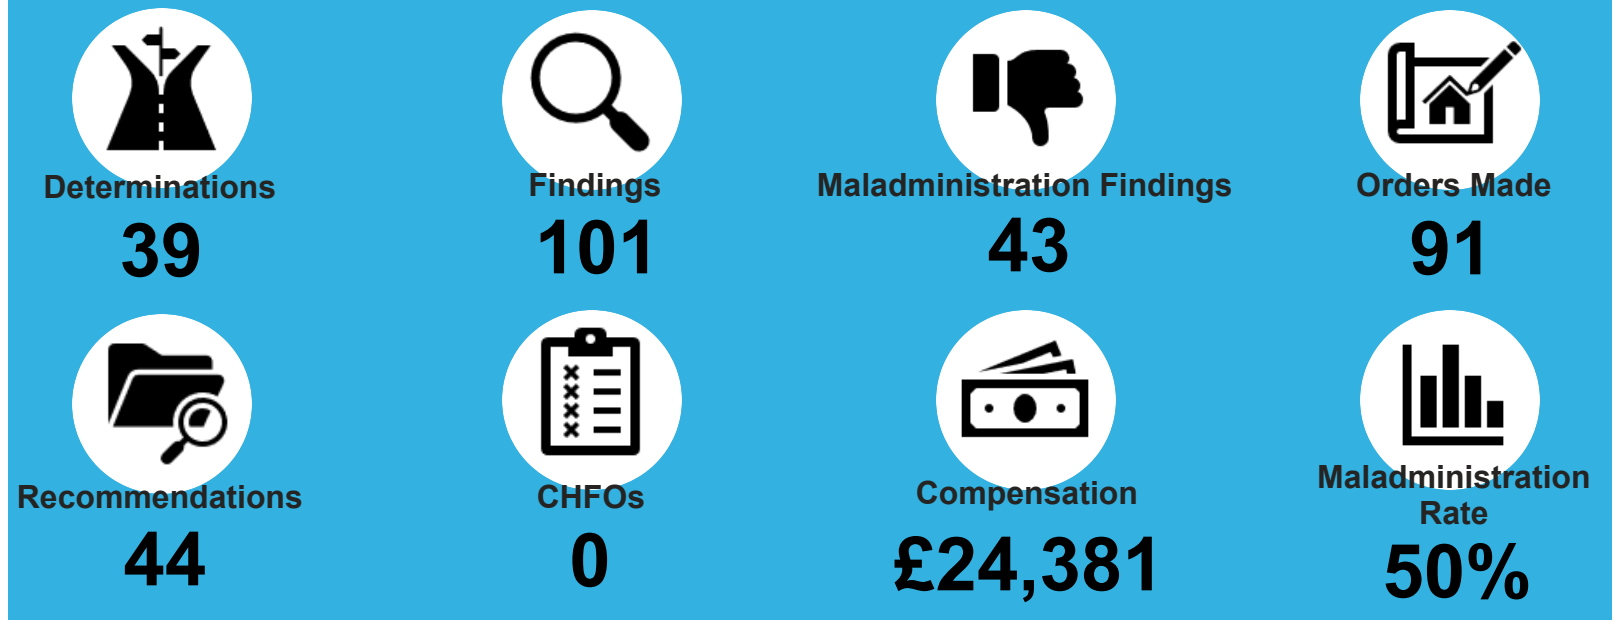 Determinations
39
Findings
101
Maladministration Findings
43
Orders Made
91
Recommendations
44
CHFOs
0
Compensation
£24,381
Maladministration
Rate
50%